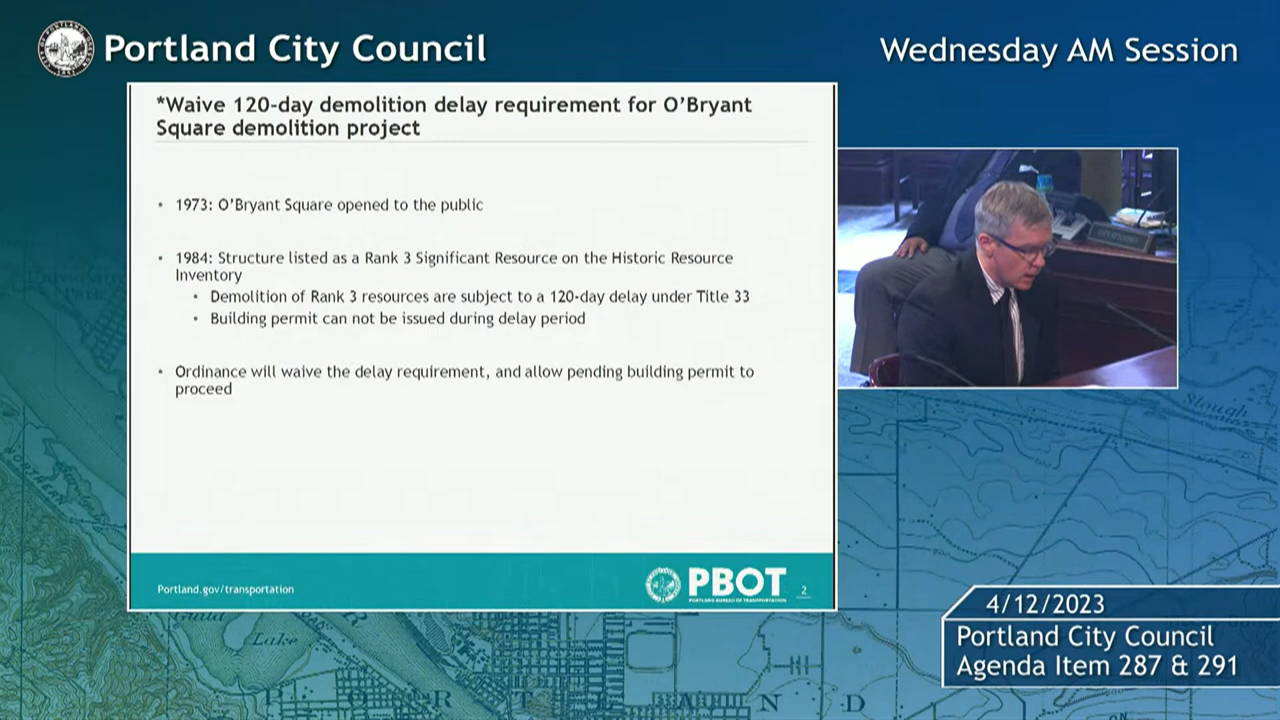 Portland City Council
Wednesday AM Session
*Waive 120-day demolition delay requirement for O'Bryant
Square demolition project
• 1973: O'Bryant Square opened to the public
• 1984: Structure listed as a Rank 3 Significant Resource on the Historic Resource
Inventory
• Demolition of Rank 3 resources are subject to a 120-day delay under Title 33
• Building permit can not be issued during delay period
• Ordinance will waive the delay requirement, and allow pending building permit to
proceed
Portland.gov/transportation
PBOT
PORTLAND BUREAU OF TRANSPORTATION
2
4/12/2023
Portland City Council
Agenda Item 287 & 291
Slough
Guild
Lake